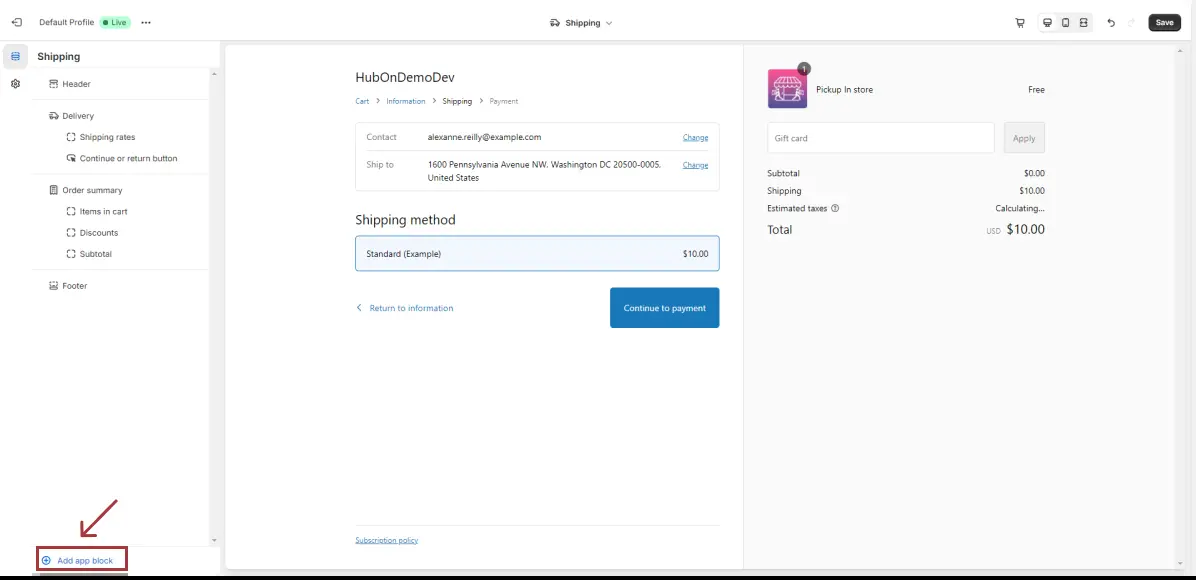 Default Profile Live
Shipping
Save
Shipping
Header
Delivery
Shipping rates
Continue or return button
Order summary
Items in cart
Discounts
Subtotal
Footer
Add app block
HubOnDemoDev
Cart > Information > Shipping > Payment
Contact alexanne.reilly@example.com Change
Ship to 1600 Pennsylvania Avenue NW, Washington DC 20500-0005, Change
United States
Shipping method
Standard (Example) $10.00
Return to information
Continue to payment
Subscription policy
1
Pickup In store Free
Gift card Apply
Subtotal $0.00
Shipping $10.00
Estimated taxes Calculating...
Total USD $10.00